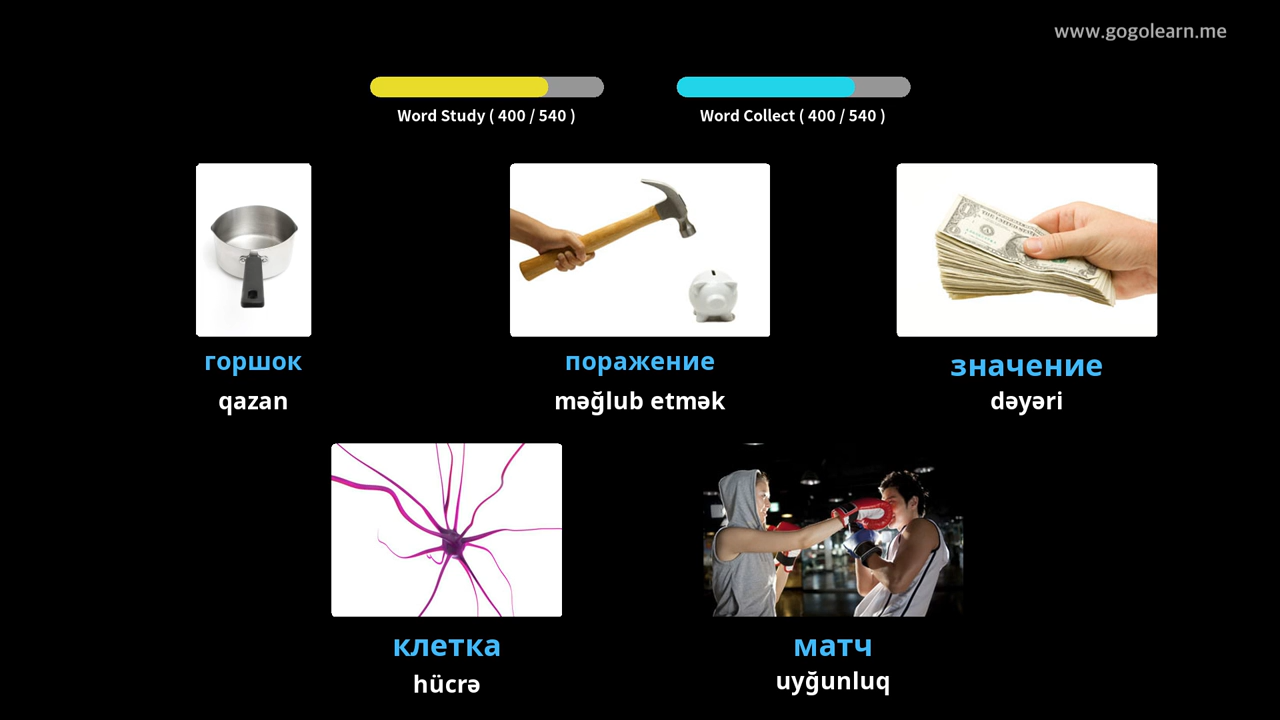 www.gogolearn.me
Word Study ( 400 / 540 )
Word Collect ( 400 / 540 )
горшок
поражение
значение
qazan
məğlub etmək
dəyəri
клетка
матч
hücrə
uyğunluq